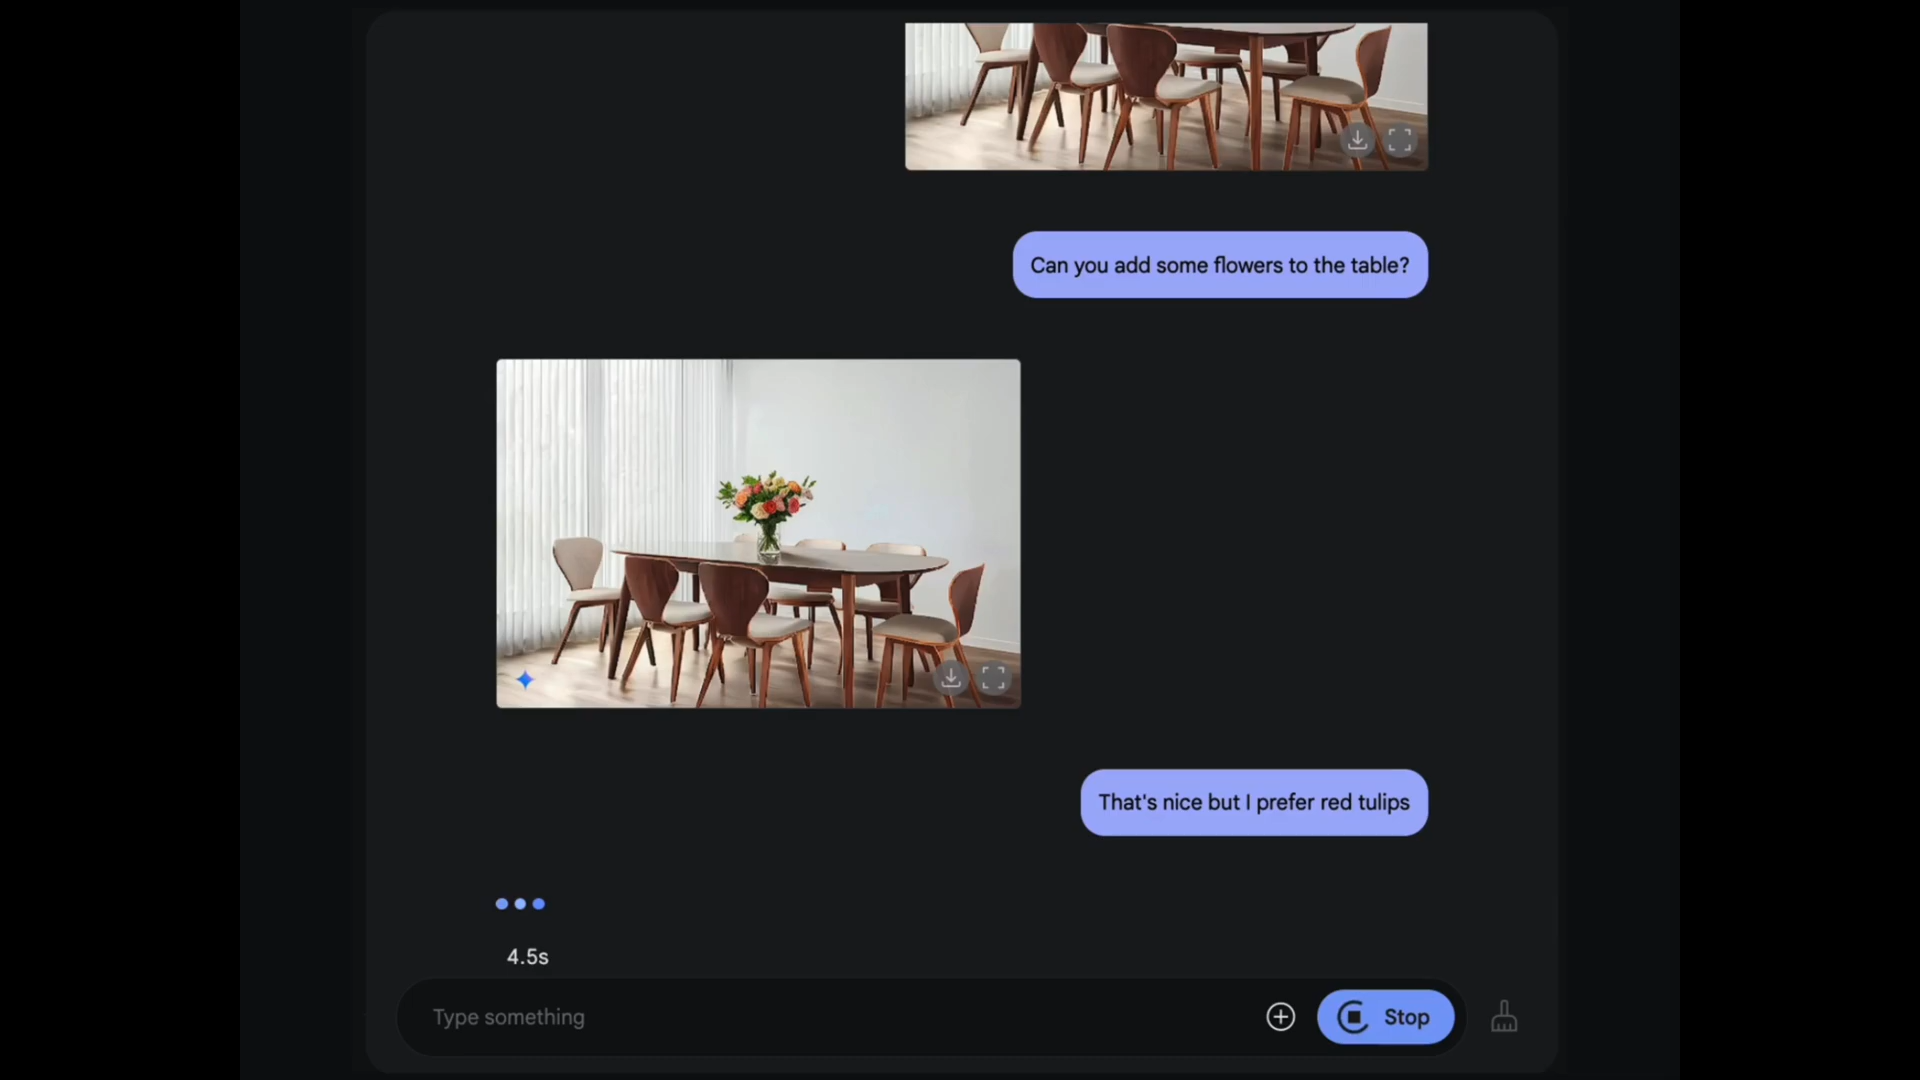 Can you add some flowers to the table?
That's nice but I prefer red tulips
4.5s
Type something
Stop